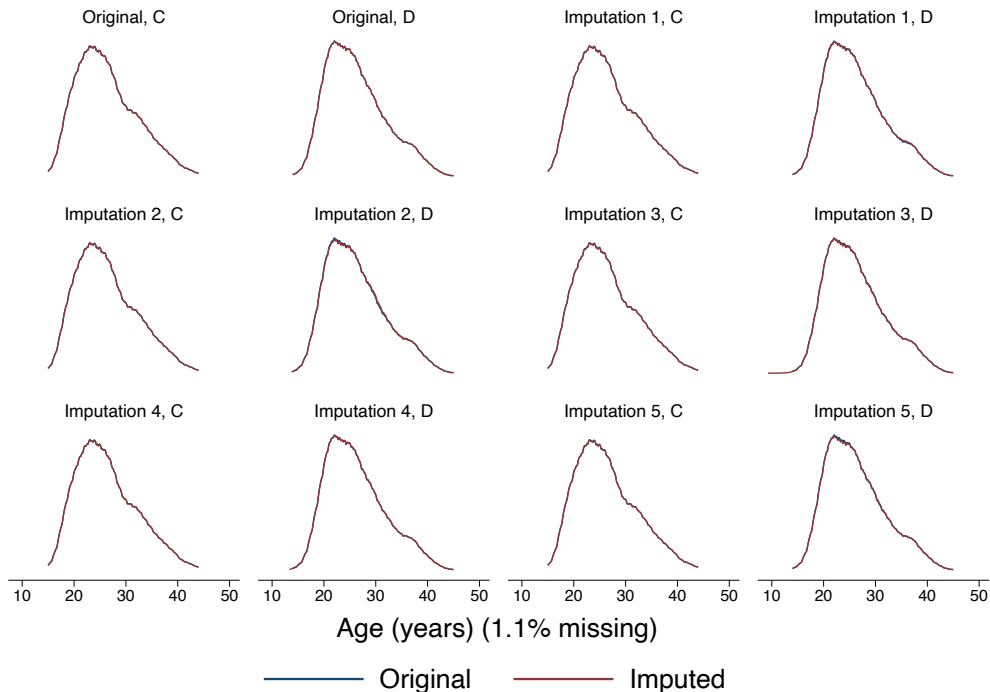 Original, C
Original, D
Imputation 1, C
Imputation 1, D
Imputation 2, C
Imputation 2, D
Imputation 3, C
Imputation 3, D
Imputation 4, C
Imputation 4, D
Imputation 5, C
Imputation 5, D
10 20 30 40 50
10 20 30 40 50
10 20 30 40 50
10 20 30 40 50
Age (years) (1.1% missing)
Original
Imputed